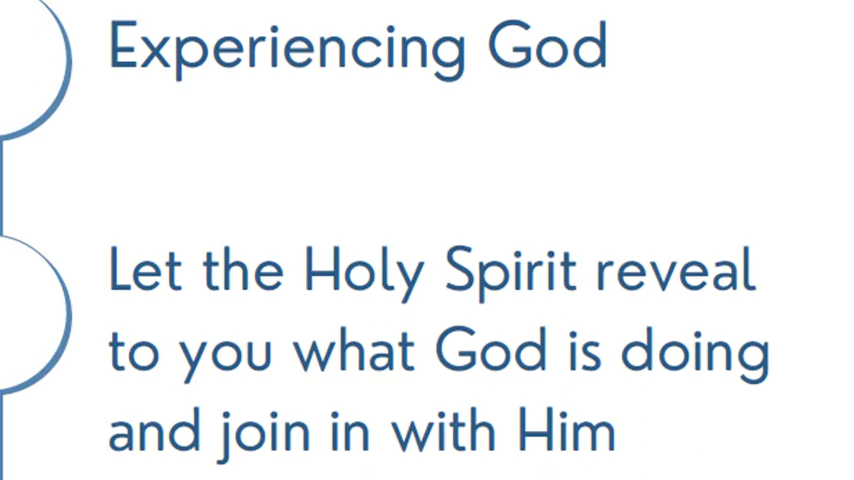 Experiencing God
Let the Holy Spirit reveal
to you what God is doing
and join in with Him